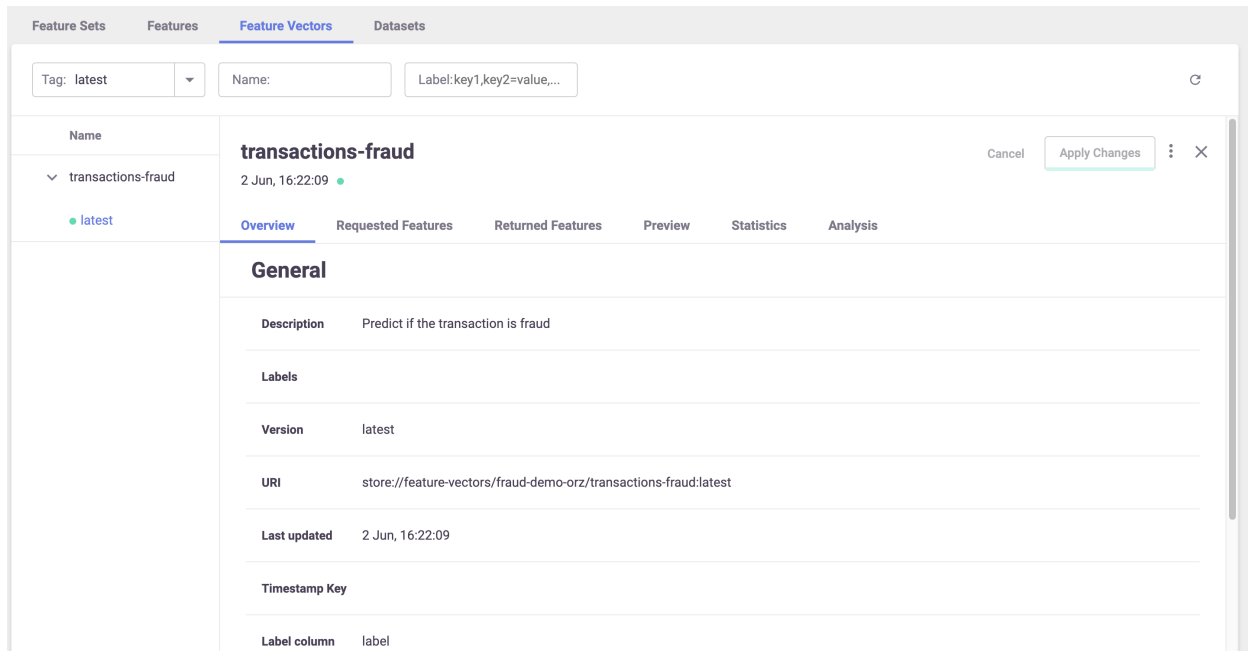 Feature Sets Features Feature Vectors Datasets
Tag: latest Name: Label:key1,key2=value,...
Name
transactions-fraud
latest
transactions-fraud Cancel Apply Changes
2 Jun, 16:22:09
Overview Requested Features Returned Features Preview Statistics Analysis
General
Description Predict if the transaction is fraud
Labels
Version latest
URI store://feature-vectors/fraud-demo-orz/transactions-fraud:latest
Last updated 2 Jun, 16:22:09
Timestamp Key
Label column label